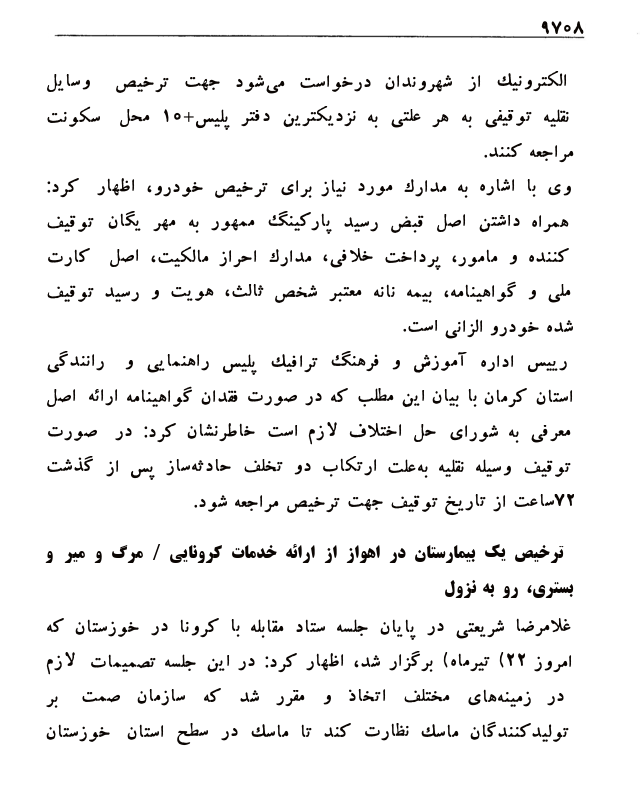 ۹۷۰۸
الکترونیك از شهروندان درخواست می‌شود جهت ترخیص وسایل
نقلیه توقیفی به هر علتی به نزدیکترین دفتر پلیس+۱۰ محل سکونت
مراجعه کنند.
وی با اشاره به مدارك مورد نیاز برای ترخیص خودرو، اظهار کرد:
همراه داشتن اصل قبض رسید پارکینگ ممهور به مهر یگان توقیف
کننده و مامور، پرداخت خلافی، مدارك احراز مالکیت، اصل کارت
ملی و گواهینامه، بیمه نانه معتبر شخص ثالث، هویت و رسید توقیف
شده خودرو الزانی است.
رییس اداره آموزش و فرهنگ ترافیك پلیس راهنمایی و رانندگی
استان کرمان با بیان این مطلب که در صورت فقدان گواهینامه ارائه اصل
معرفی به شورای حل اختلاف لازم است خاطرنشان کرد: در صورت
توقیف وسیله نقلیه به‌علت ارتکاب دو تخلف حادثه‌ساز پس از گذشت
۷۲ساعت از تاریخ توقیف جهت ترخیص مراجعه شود.
ترخیص یک بیمارستان در اهواز از ارائه خدمات کرونایی / مرگ و میر و
بستری، رو به نزول
غلامرضا شریعتی در پایان جلسه ستاد مقابله با کرونا در خوزستان که
امروز ۲۲) تیرماه) برگزار شد، اظهار کرد: در این جلسه تصمیمات لازم
در زمینه‌های مختلف اتخاذ و مقرر شد که سازمان صمت بر
تولیدکنندگان ماسك نظارت کند تا ماسك در سطح استان خوزستان